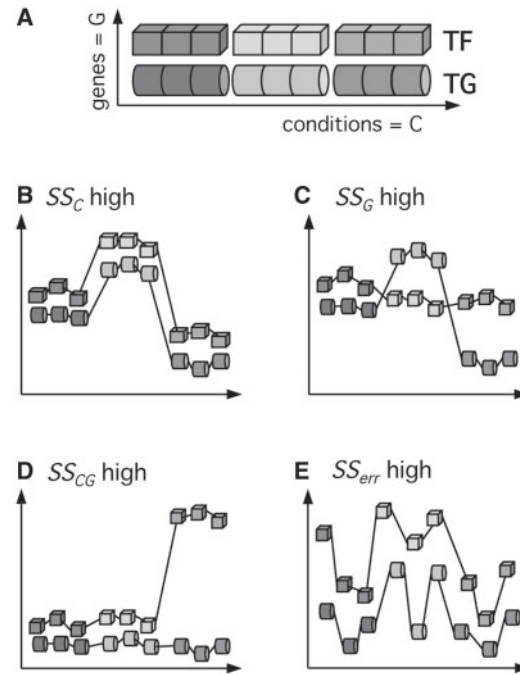 A
genes = G
TF
TG
conditions = C
B SS_C high
C SS_G high
D SS_CG high
E SS_err high